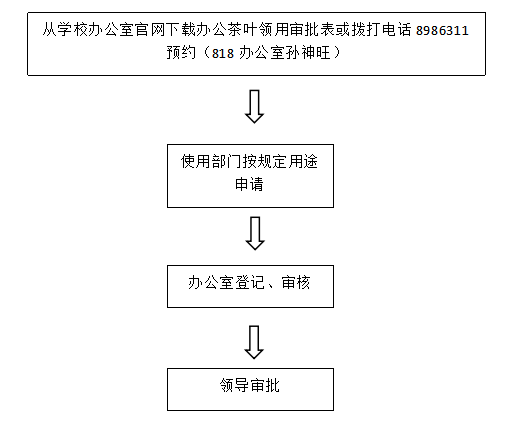 从学校办公室官网下载办公茶叶领用审批表或拨打电话 8986311
预约（818 办公室孙神旺）
使用部门按规定用途
申请
办公室登记、审核
领导审批